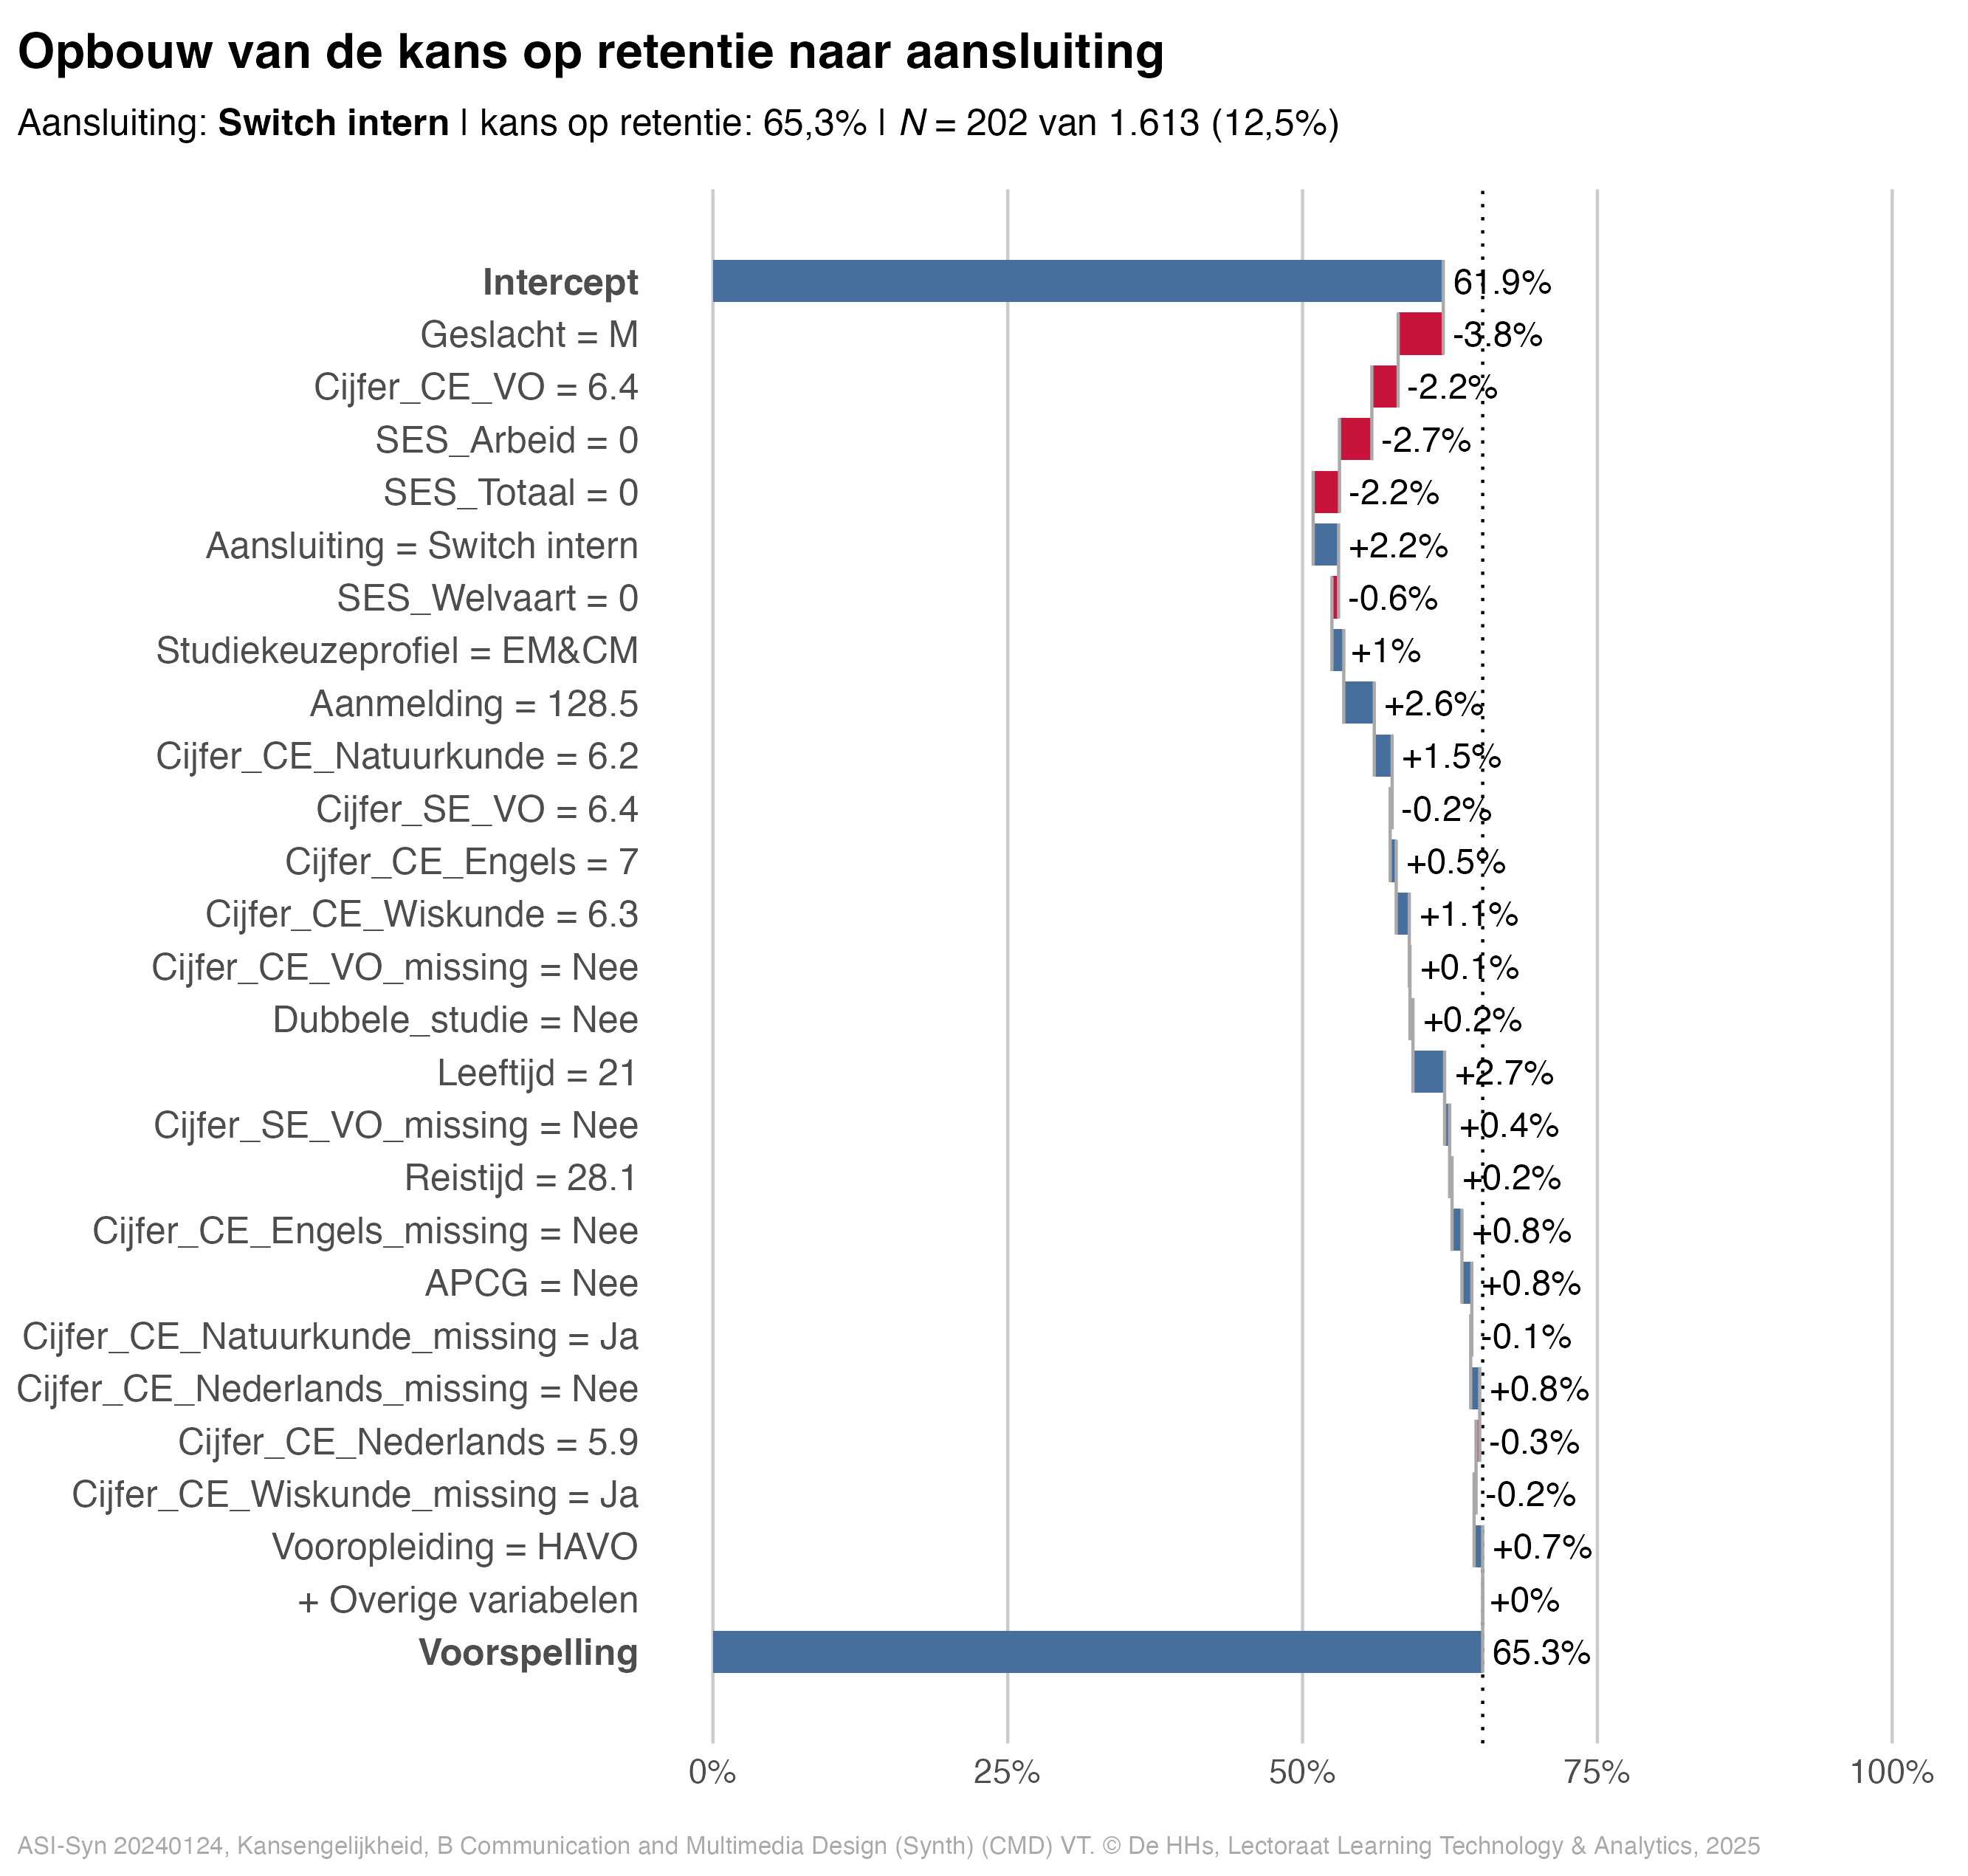 Opbouw van de kans op retentie naar aansluiting
Aansluiting: Switch intern | kans op retentie: 65,3% | N = 202 van 1.613 (12,5%)
Intercept 61.9%
Geslacht = M -3.8%
Cijfer_CE_VO = 6.4 -2.2%
SES_Arbeid = 0 -2.7%
SES_Totaal = 0 -2.2%
Aansluiting = Switch intern +2.2%
SES_Welvaart = 0 -0.6%
Studiekeuzeprofiel = EM&CM +1%
Aanmelding = 128.5 +2.6%
Cijfer_CE_Natuurkunde = 6.2 +1.5%
Cijfer_SE_VO = 6.4 -0.2%
Cijfer_CE_Engels = 7 +0.5%
Cijfer_CE_Wiskunde = 6.3 +1.1%
Cijfer_CE_VO_missing = Nee +0.1%
Dubbele_studie = Nee +0.2%
Leeftijd = 21 +2.7%
Cijfer_SE_VO_missing = Nee +0.4%
Reistijd = 28.1 +0.2%
Cijfer_CE_Engels_missing = Nee +0.8%
APCG = Nee +0.8%
Cijfer_CE_Natuurkunde_missing = Ja -0.1%
Cijfer_CE_Nederlands_missing = Nee +0.8%
Cijfer_CE_Nederlands = 5.9 -0.3%
Cijfer_CE_Wiskunde_missing = Ja -0.2%
Vooropleiding = HAVO +0.7%
+ Overige variabelen +0%
Voorspelling 65.3%
0% 25% 50% 75% 100%
ASI-Syn 20240124, Kansengelijkheid, B Communication and Multimedia Design (Synth) (CMD) VT. © De HHs, Lectoraat Learning Technology & Analytics, 2025